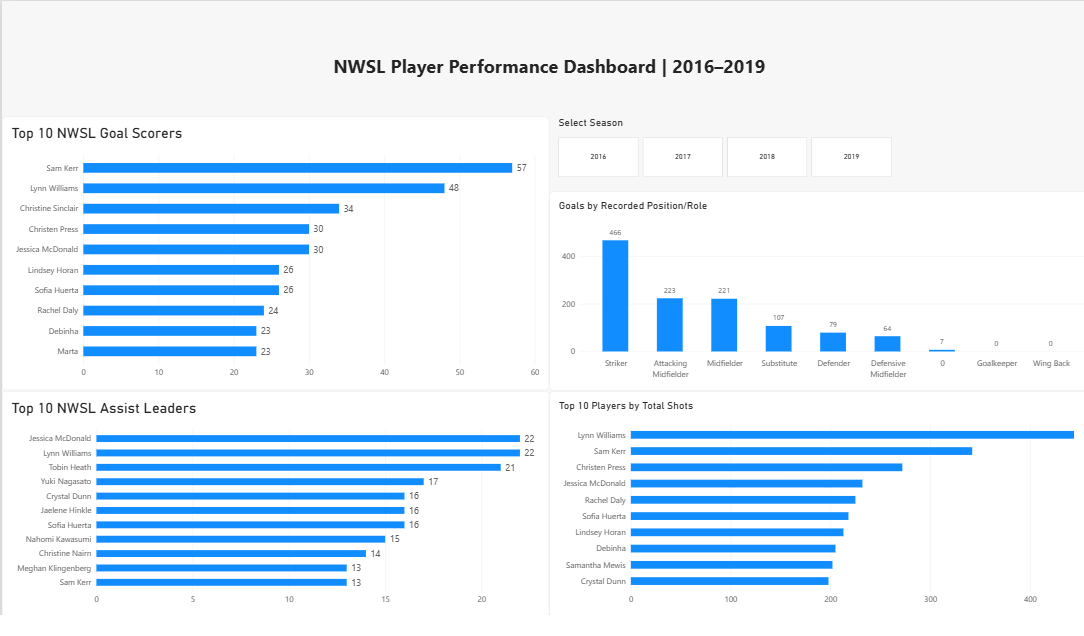 NWSL Player Performance Dashboard | 2016–2019
Top 10 NWSL Goal Scorers
Sam Kerr 57
Lynn Williams 48
Christine Sinclair 34
Christen Press 30
Jessica McDonald 30
Lindsey Horan 26
Sofia Huerta 26
Rachel Daly 24
Debinha 23
Marta 23
0 10 20 30 40 50 60
Select Season
2016 2017 2018 2019
Goals by Recorded Position/Role
400
200
0
466 223 221 107 79 64 7 0 0
Striker Attacking Midfielder Substitute Defender Defensive 0 Goalkeeper Wing Back
Midfielder Midfielder
Top 10 NWSL Assist Leaders
Jessica McDonald 22
Lynn Williams 22
Tobin Heath 21
Yuki Nagasato 17
Crystal Dunn 16
Jaelene Hinkle 16
Sofia Huerta 16
Nahomi Kawasumi 15
Christine Nairn 14
Meghan Klingenberg 13
Sam Kerr 13
0 5 10 15 20
Top 10 Players by Total Shots
Lynn Williams
Sam Kerr
Christen Press
Jessica McDonald
Rachel Daly
Sofia Huerta
Lindsey Horan
Debinha
Samantha Mewis
Crystal Dunn
0 100 200 300 400